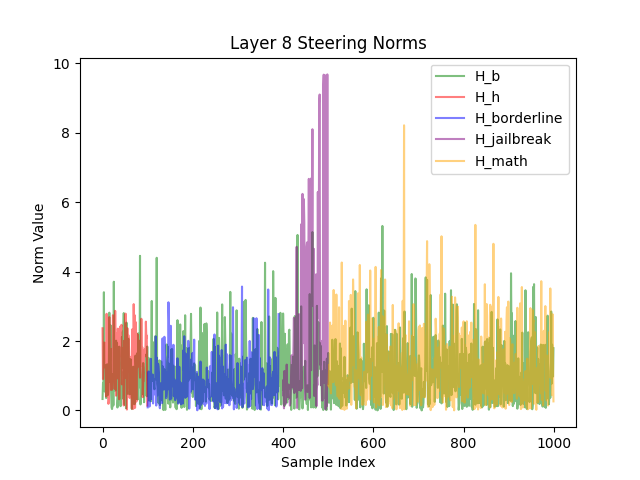 Layer 8 Steering Norms
10
8
6
4
2
0
Norm Value
H_b
H_h
H_borderline
H_jailbreak
H_math
0
200
400
600
800
1000
Sample Index